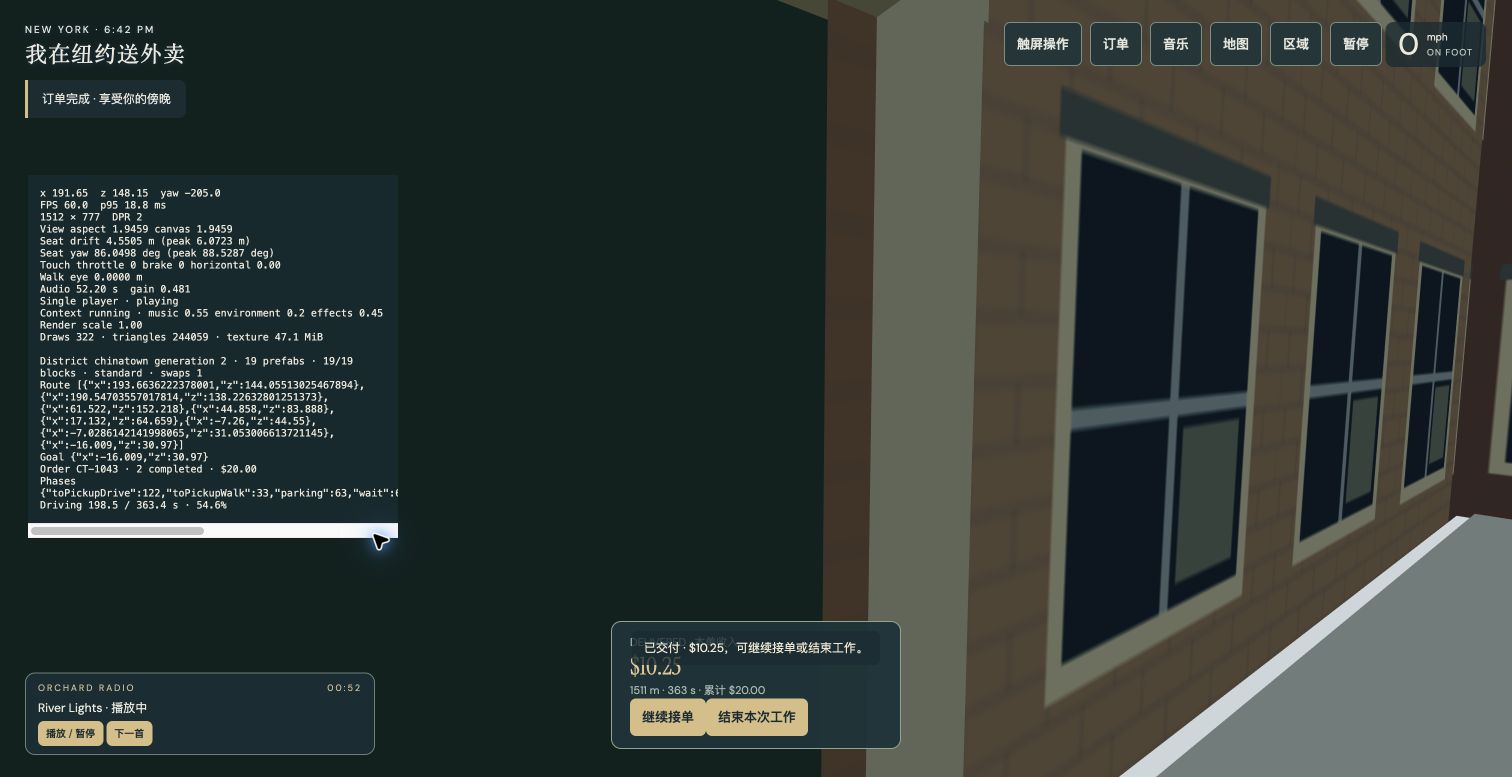 NEW YORK · 6:42 PM
我在纽约送外卖
订单完成 · 享受你的傍晚
触屏操作
订单
音乐
地图
区域
暂停
0 mph
ON FOOT
x 191.65  z 148.15  yaw -205.0
FPS 60.0  p95 18.8 ms
1512 × 777  DPR 2
View aspect 1.9459 canvas 1.9459
Seat drift 4.5505 m (peak 6.0723 m)
Seat yaw 86.0498 deg (peak 88.5287 deg)
Touch throttle 0 brake 0 horizontal 0.00
Walk eye 0.0000 m
Audio 52.20 s  gain 0.481
Single player · playing
Context running · music 0.55 environment 0.2 effects 0.45
Render scale 1.00
Draws 322 · triangles 244059 · texture 47.1 MiB
District chinatown generation 2 · 19 prefabs · 19/19
blocks · standard · swaps 1
Route [{"x":193.6636222378001,"z":144.05513025467894},
{"x":190.54703557017814,"z":138.22632801251373},
{"x":61.522,"z":152.218},{"x":44.858,"z":83.888},
{"x":17.132,"z":64.659},{"x":-7.26,"z":44.55},
{"x":-7.0286142141998065,"z":31.053006613721145},
{"x":-16.009,"z":30.97}]
Goal {"x":-16.009,"z":30.97}
Order CT-1043 · 2 completed · $20.00
Phases
{"toPickupDrive":122,"toPickupWalk":33,"parking":63,"wait":6
Driving 198.5 / 363.4 s · 54.6%
DELIVERED · 本单收入
已交付 · $10.25，可继续接单或结束工作。
$10.25
1511 m · 363 s · 累计 $20.00
继续接单
结束本次工作
ORCHARD RADIO
00:52
River Lights · 播放中
播放 / 暂停
下一首